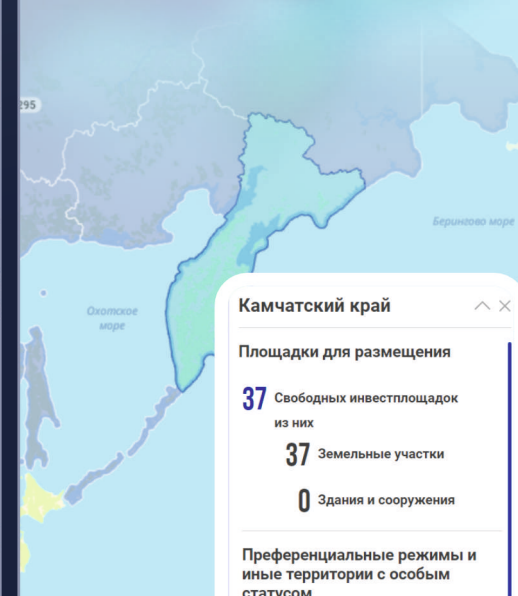 295
Берингово море
Охотское
море
Камчатский край
Площадки для размещения
37 Свободных инвестплощадок
из них
37 Земельные участки
0 Здания и сооружения
Преференциальные режимы и
иные территории с особым
статусом